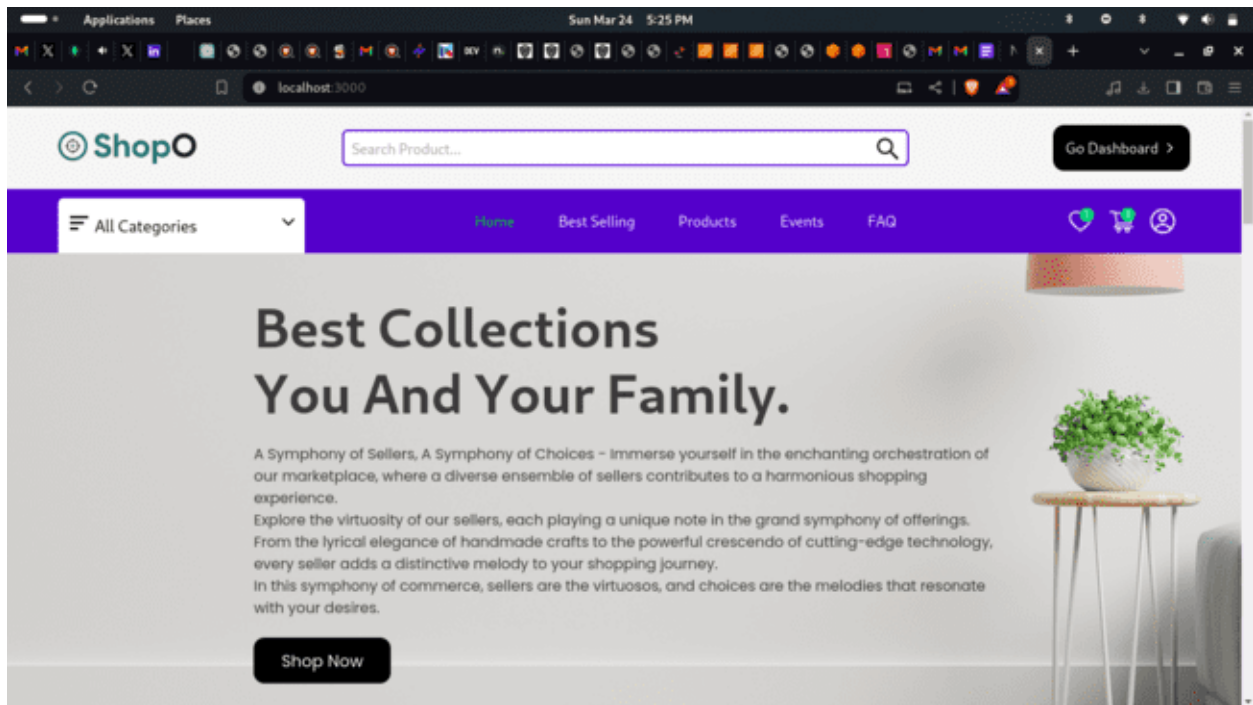 Applications Places Sun Mar 24 5:25 PM
localhost:3000
ShopO
Search Product...
Go Dashboard
All Categories
Home Best Selling Products Events FAQ
1 1
Best Collections
You And Your Family.
A Symphony of Sellers, A Symphony of Choices - Immerse yourself in the enchanting orchestration of
our marketplace, where a diverse ensemble of sellers contributes to a harmonious shopping
experience.
Explore the virtuosity of our sellers, each playing a unique note in the grand symphony of offerings.
From the lyrical elegance of handmade crafts to the powerful crescendo of cutting-edge technology,
every seller adds a distinctive melody to your shopping journey.
In this symphony of commerce, sellers are the virtuosos, and choices are the melodies that resonate
with your desires.
Shop Now